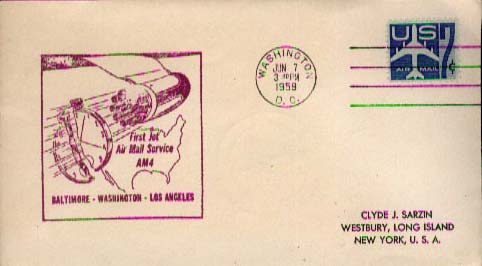 First Jet
Air Mail Service
AM4
BALTIMORE - WASHINGTON - LOS ANGELES
WASHINGTON
JUN 7
3 PM
1959
D. C.
US
7¢
AIR MAIL
CLYDE J. SARZIN
WESTBURY, LONG ISLAND
NEW YORK, U. S. A.